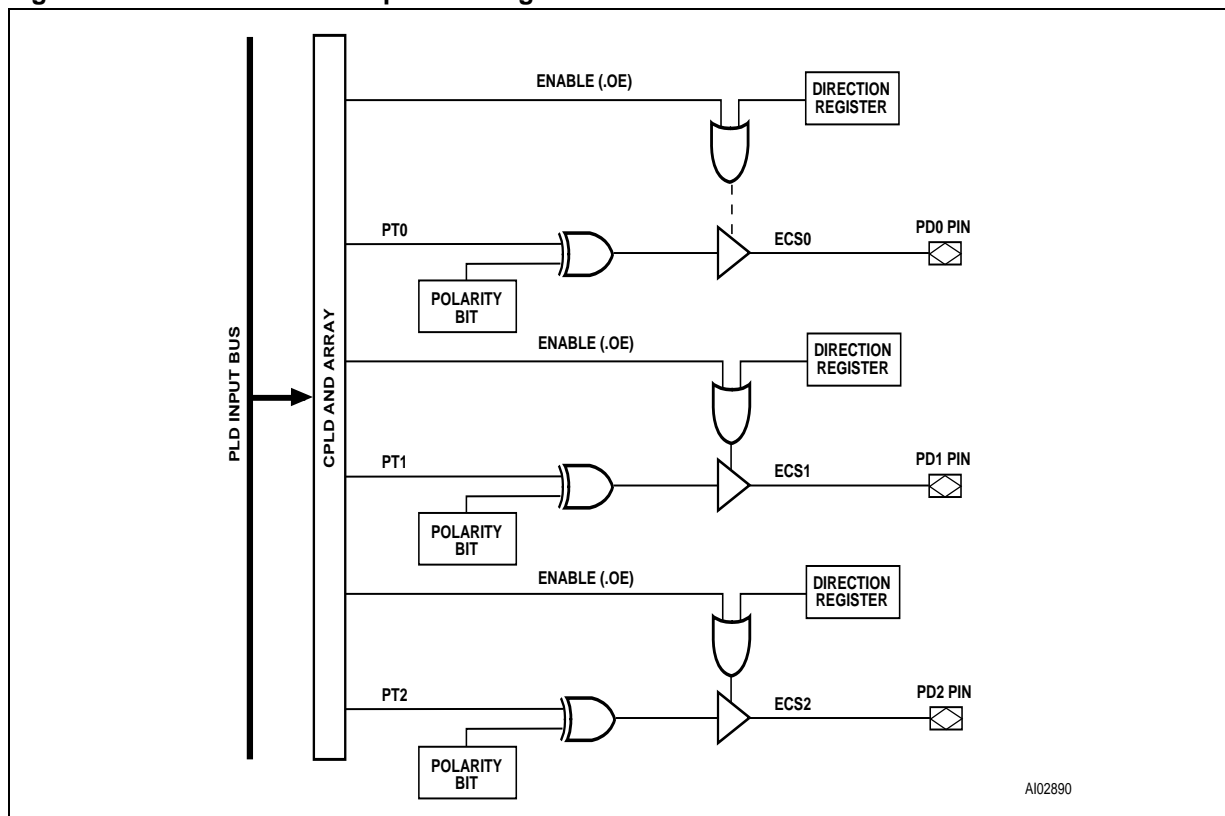 ENABLE (.OE)
DIRECTION
REGISTER
PT0
ECS0
PD0 PIN
POLARITY
BIT
ENABLE (.OE)
DIRECTION
REGISTER
PLD INPUT BUS
CPLD AND ARRAY
PT1
ECS1
PD1 PIN
POLARITY
BIT
ENABLE (.OE)
DIRECTION
REGISTER
PT2
ECS2
PD2 PIN
POLARITY
BIT
AI02890